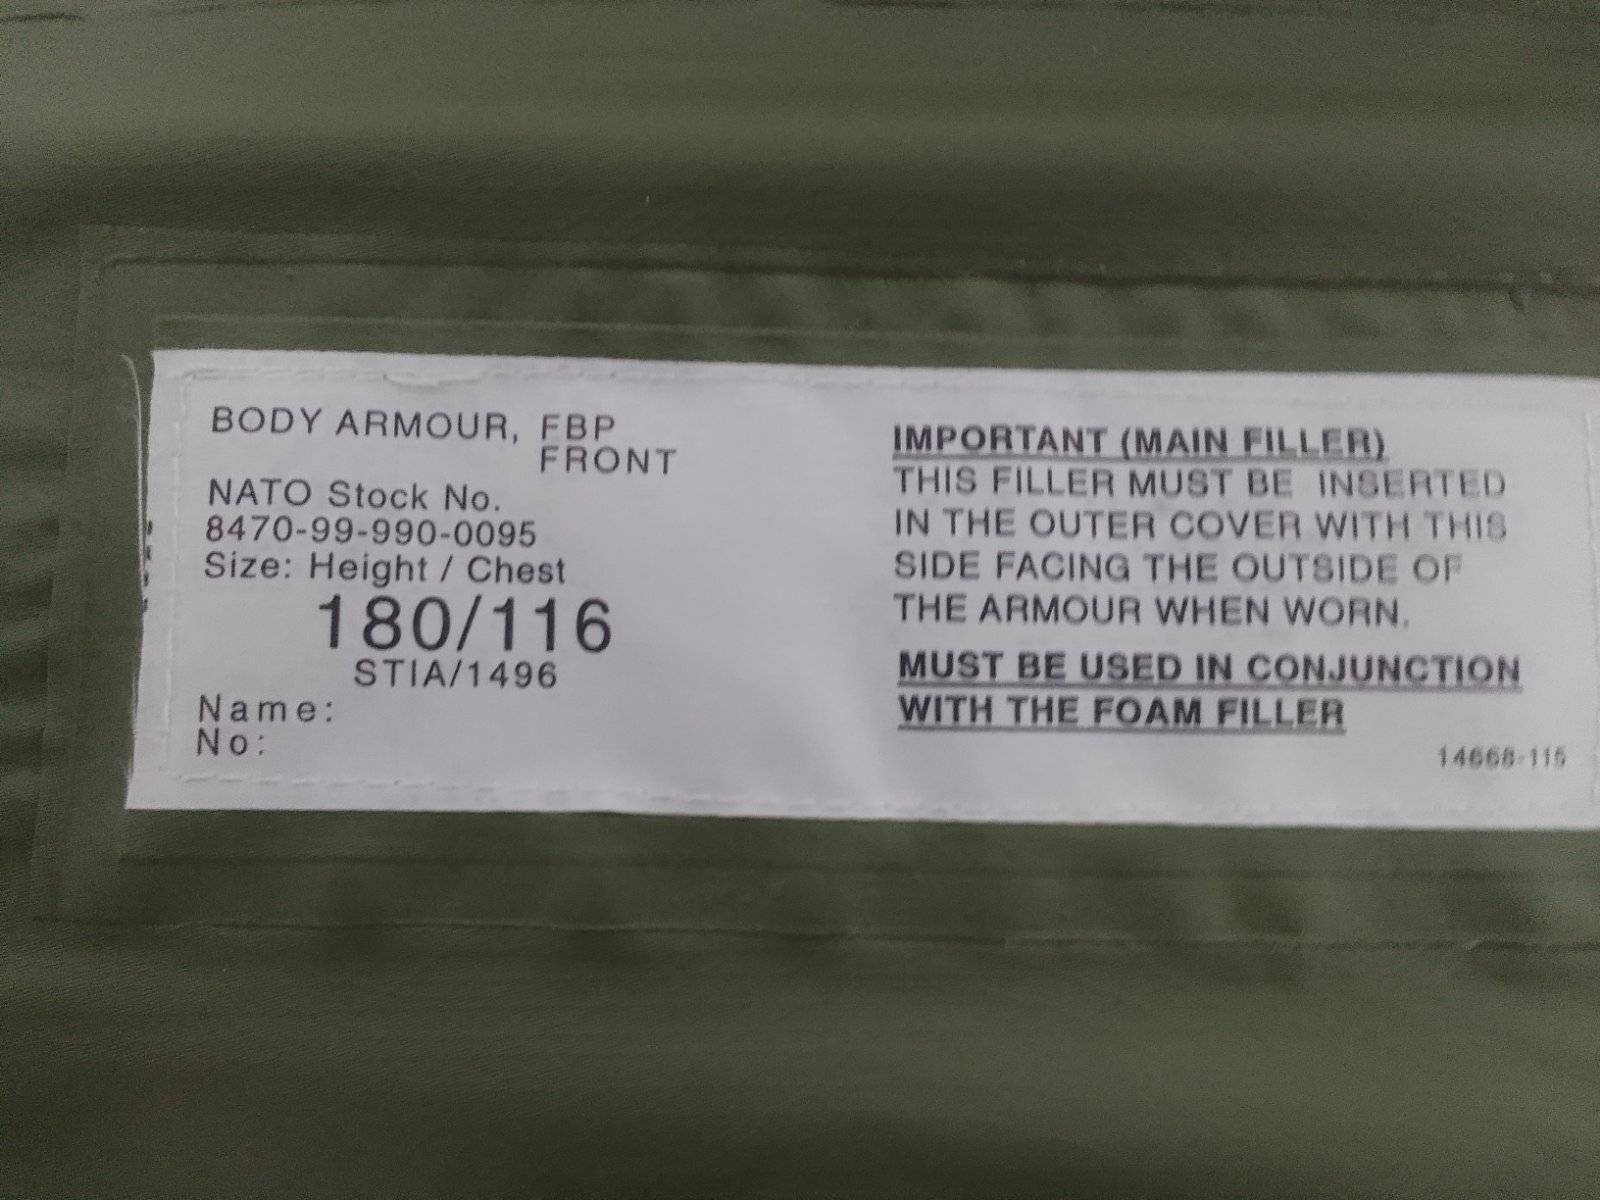 BODY ARMOUR, FBP
FRONT
NATO Stock No.
8470-99-990-0095
Size: Height / Chest
180/116
STIA/1496
Name:
No:
IMPORTANT (MAIN FILLER)
THIS FILLER MUST BE INSERTED
IN THE OUTER COVER WITH THIS
SIDE FACING THE OUTSIDE OF
THE ARMOUR WHEN WORN.
MUST BE USED IN CONJUNCTION
WITH THE FOAM FILLER
14668-115